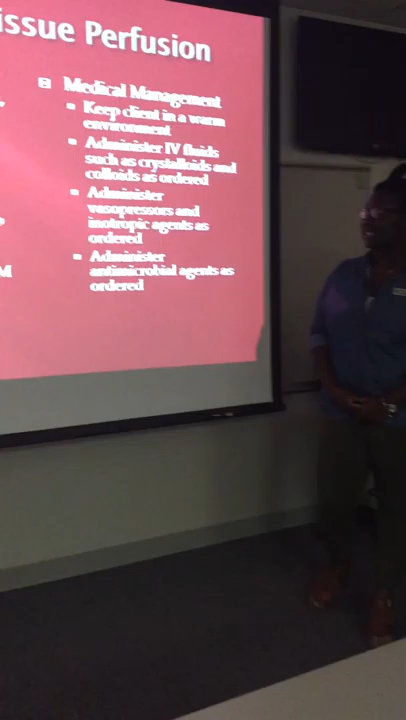 issue Perfusion
Medical Management
Keep client in a warm
environment
Administer IV fluids
such as crystalloids and
colloids as ordered
Administer
vasopressors and
inotropic agents as
ordered
M
Administer
antimicrobial agents as
ordered